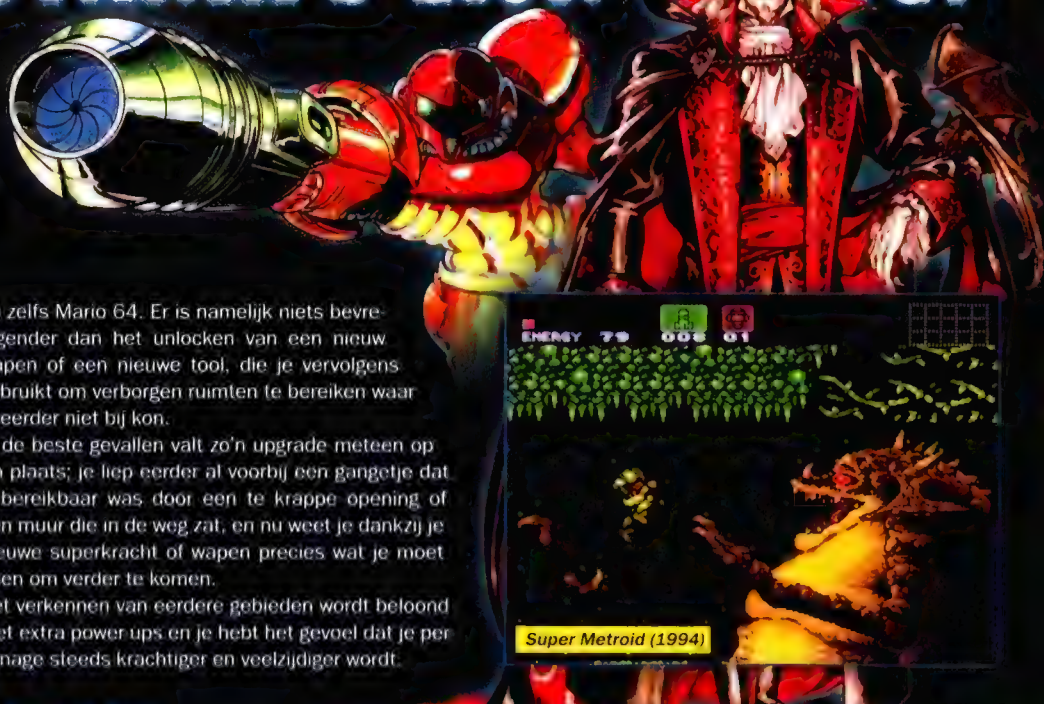 zelfs Mario 64. Er is namelijk niets bevre-
gender dan het unlocken van een nieuw
apen of een nieuwe tool, die je vervolgens
bruikt om verborgen ruimten te bereiken waar
eerder niet bij kon.
de beste gevallen valt zo'n upgrade meteen op
n plaats; je liep eerder al voorbij een gangetje dat
bereikbaar was door een te krappe opening of
en muur die in de weg zat, en nu weet je dankzij je
euwe superkracht of wapen precies wat je moet
en om verder te komen.
et verkennen van eerdere gebieden wordt beloond
et extra power ups en je hebt het gevoel dat je per
nage steeds krachtiger en veelzijdiger wordt.
ENERGY 79 008 01
Super Metroid (1994)